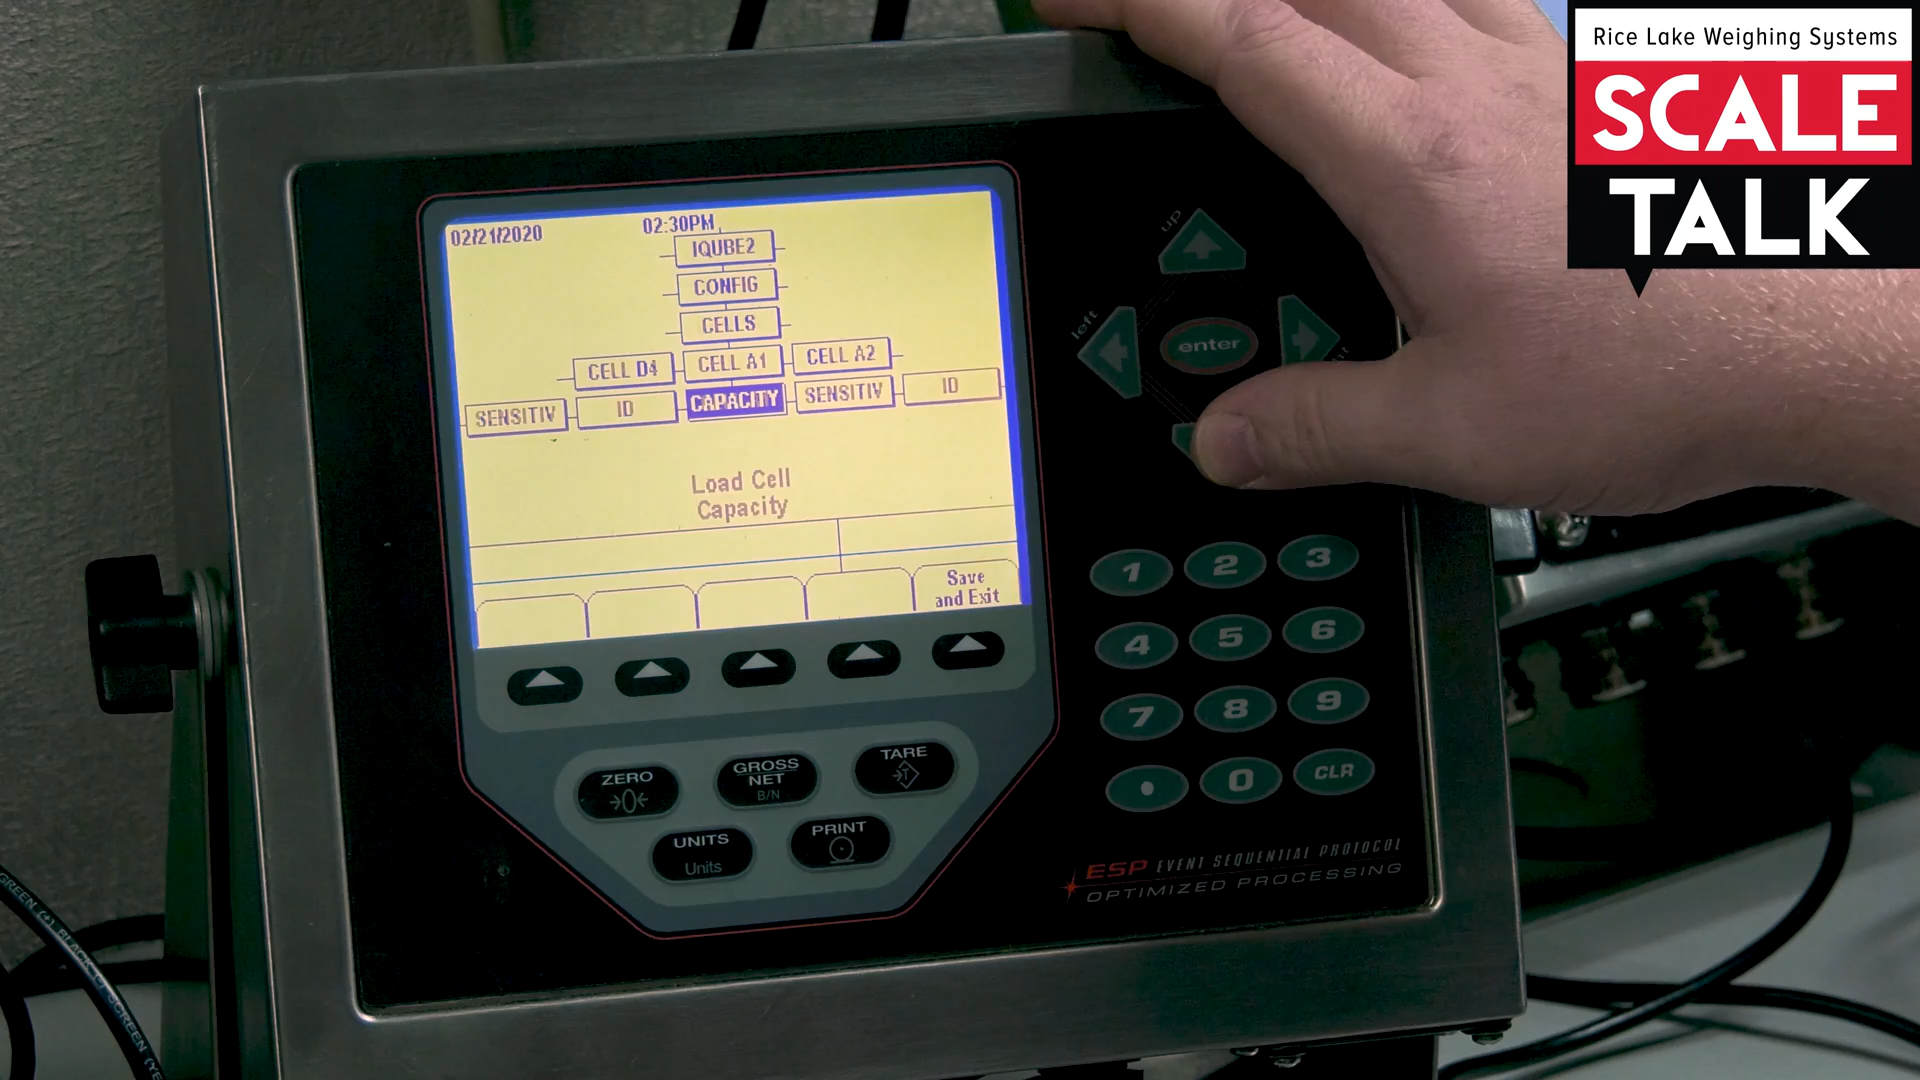 Rice Lake Weighing Systems
SCALE
TALK
02/21/2020
02:30PM
IQUBE2
CONFIG
CELLS
CELL D4
CELL A1
CELL A2
SENSITIV
ID
CAPACITY
SENSITIV
ID
Load Cell
Capacity
Save
and Exit
up
left
enter
1
2
3
4
5
6
7
8
9
.
0
CLR
ZERO
GROSS
NET
B/N
TARE
T
UNITS
Units
PRINT
ESP EVENT SEQUENTIAL PROTOCOL
OPTIMIZED PROCESSING